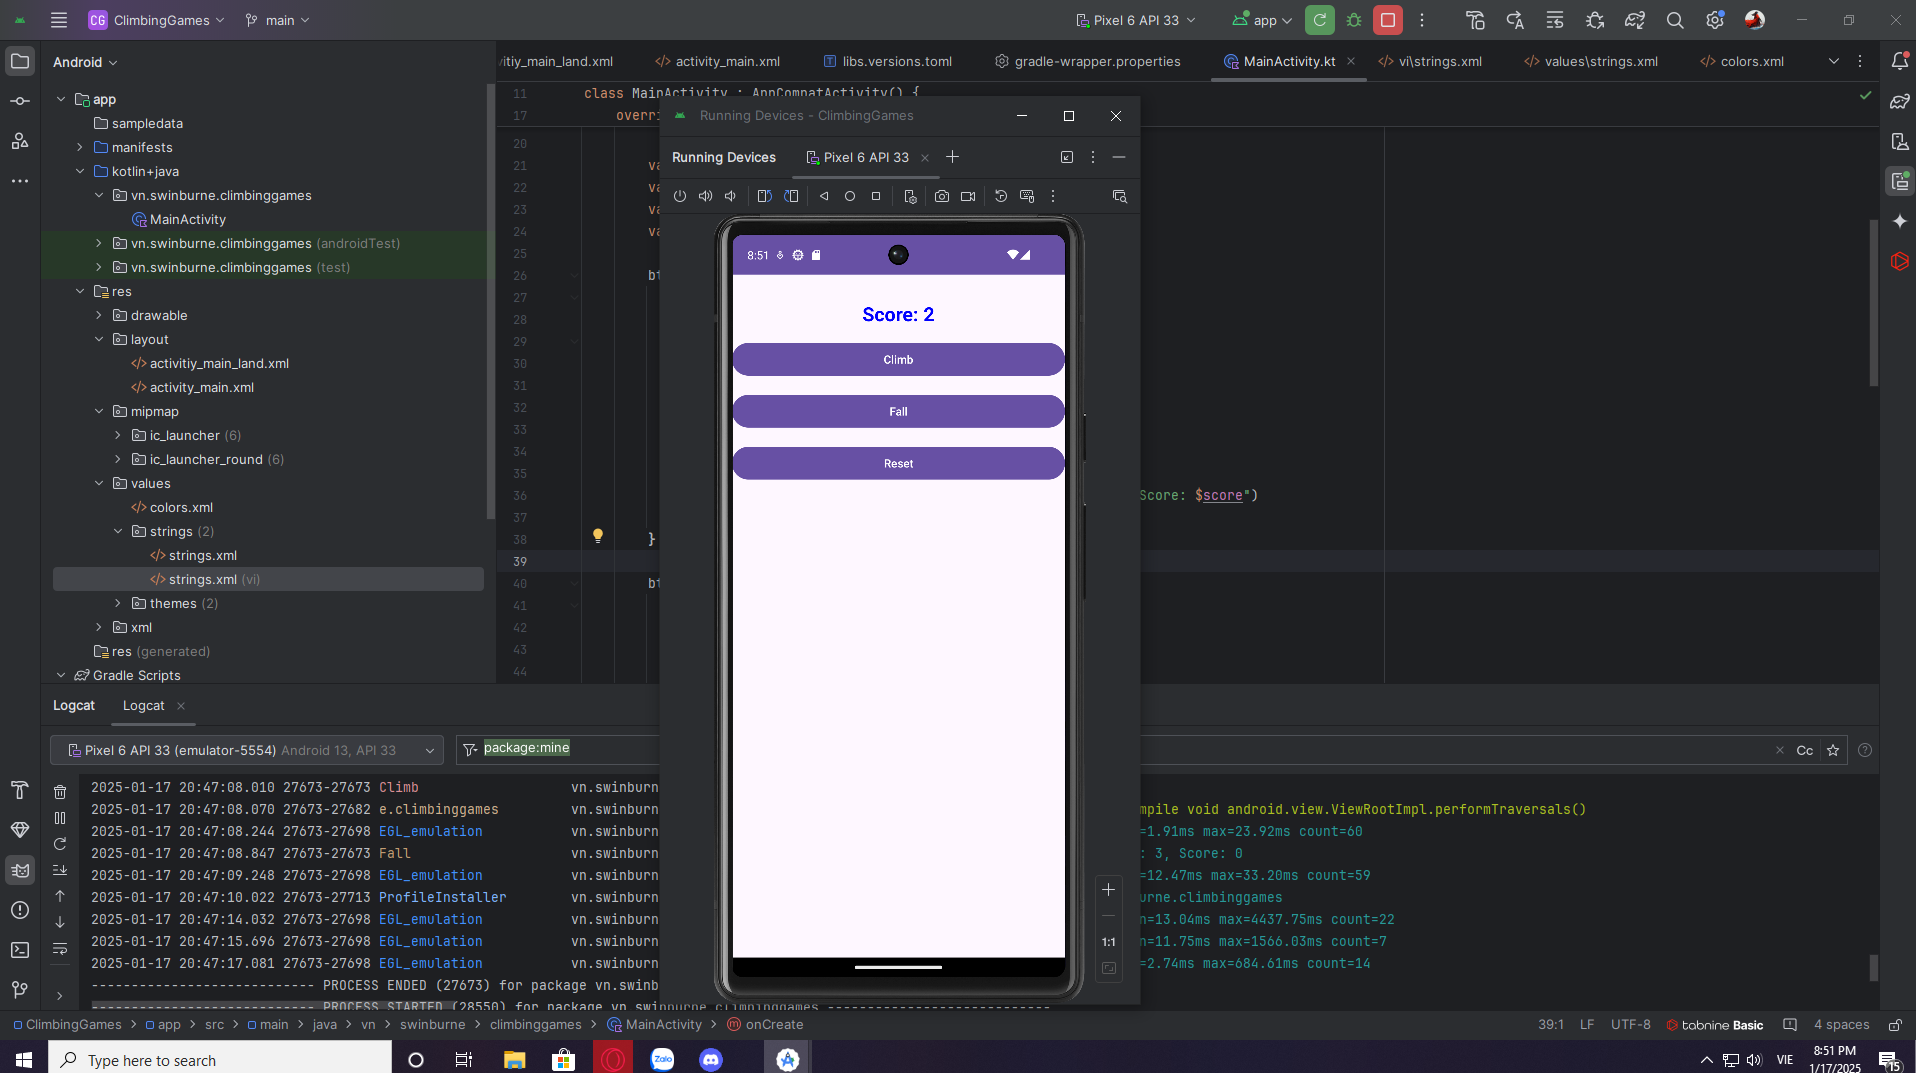 CG ClimbingGames main Pixel 6 API 33 app
Android
app
sampledata
manifests
kotlin+java
vn.swinburne.climbinggames
MainActivity
vn.swinburne.climbinggames (androidTest)
vn.swinburne.climbinggames (test)
res
drawable
layout
activitiy_main_land.xml
activity_main.xml
mipmap
ic_launcher (6)
ic_launcher_round (6)
values
colors.xml
strings (2)
strings.xml
strings.xml (vi)
themes (2)
xml
res (generated)
Gradle Scripts
vitiy_main_land.xml activity_main.xml libs.versions.toml gradle-wrapper.properties MainActivity.kt vi\strings.xml values\strings.xml colors.xml
11 class MainActivity : AppCompatActivity() {
17 overri
20
21 va
22 va
23 va
24 va
25
26 bt
27
28
29
30
31
32
33
34
35
36 Score: $score")
37
38 }
39
40 bt
41
42
43
44
Running Devices - ClimbingGames
Running Devices Pixel 6 API 33
8:51
Score: 2
Climb
Fall
Reset
1:1
Logcat Logcat
Pixel 6 API 33 (emulator-5554) Android 13, API 33 package:mine Cc
2025-01-17 20:47:08.010 27673-27673 Climb vn.swinburn
2025-01-17 20:47:08.070 27673-27682 e.climbinggames vn.swinburn mpile void android.view.ViewRootImpl.performTraversals()
2025-01-17 20:47:08.244 27673-27698 EGL_emulation vn.swinburn =1.91ms max=23.92ms count=60
2025-01-17 20:47:08.847 27673-27673 Fall vn.swinburn : 3, Score: 0
2025-01-17 20:47:09.248 27673-27698 EGL_emulation vn.swinburn =12.47ms max=33.20ms count=59
2025-01-17 20:47:10.022 27673-27713 ProfileInstaller vn.swinburn urne.climbinggames
2025-01-17 20:47:14.032 27673-27698 EGL_emulation vn.swinburn n=13.04ms max=4437.75ms count=22
2025-01-17 20:47:15.696 27673-27698 EGL_emulation vn.swinburn n=11.75ms max=1566.03ms count=7
2025-01-17 20:47:17.081 27673-27698 EGL_emulation vn.swinburn =2.74ms max=684.61ms count=14
---------------------------- PROCESS ENDED (27673) for package vn.swinb
---------------------------- PROCESS STARTED (28550) for package vn.swinburne.climbinggames ----------------------------
ClimbingGames > app > src > main > java > vn > swinburne > climbinggames > MainActivity > onCreate 39:1 LF UTF-8 tabnine Basic 4 spaces
Type here to search Zalo VIE 8:51 PM
1/17/2025 15